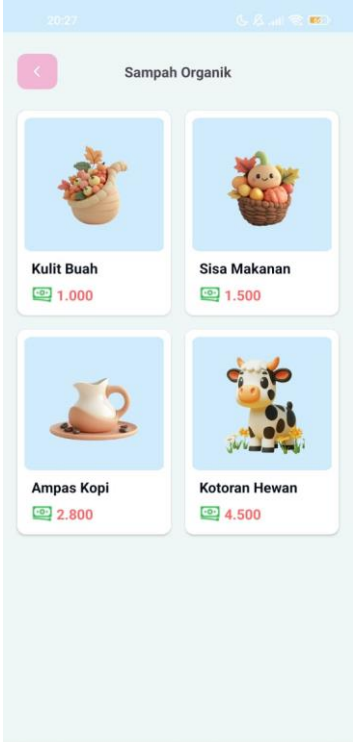 20:27
Sampah Organik
Kulit Buah
1.000
Sisa Makanan
1.500
Ampas Kopi
2.800
Kotoran Hewan
4.500